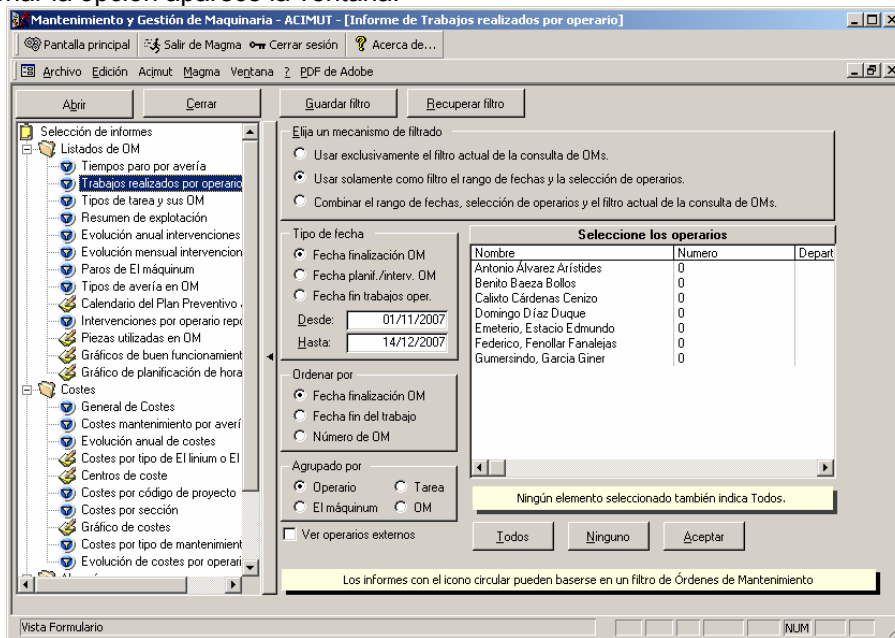 nar la opción aparece la ventana.
Mantenimiento y Gestión de Maquinaria - ACIMUT - [Informe de Trabajos realizados por operario]
Pantalla principal Salir de Magma Cerrar sesión Acerca de...
Archivo Edición Acimut Magma Ventana ? PDF de Adobe
Abrir Cerrar Guardar filtro Recuperar filtro
Selección de informes
Listados de OM
Tiempos paro por avería
Trabajos realizados por operario
Tipos de tarea y sus OM
Resumen de explotación
Evolución anual intervenciones
Evolución mensual intervencion
Paros de El máquinum
Tipos de avería en OM
Calendario del Plan Preventivo
Intervenciones por operario repo
Piezas utilizadas en OM
Gráficos de buen funcionamient
Gráfico de planificación de hora
Costes
General de Costes
Costes mantenimiento por averí
Evolución anual de costes
Costes por tipo de El linium o El
Centros de coste
Costes por código de proyecto
Costes por sección
Gráfico de costes
Costes por tipo de mantenimient
Evolución de costes por operari
Elija un mecanismo de filtrado
Usar exclusivamente el filtro actual de la consulta de OMs.
Usar solamente como filtro el rango de fechas y la selección de operarios.
Combinar el rango de fechas, selección de operarios y el filtro actual de la consulta de OMs.
Tipo de fecha
Fecha finalización OM
Fecha planif./interv. OM
Fecha fin trabajos oper.
Desde: 01/11/2007
Hasta: 14/12/2007
Ordenar por
Fecha finalización OM
Fecha fin del trabajo
Número de OM
Agrupado por
Operario Tarea
El máquinum OM
Ver operarios externos
Seleccione los operarios
Nombre Numero Depart
Antonio Álvarez Arístides 0
Benito Baeza Bollos 0
Calixto Cárdenas Cenizo 0
Domingo Díaz Duque 0
Emeterio, Estacio Edmundo 0
Federico, Fenollar Fanalejas 0
Gumersindo, Garcia Giner 0
Ningún elemento seleccionado también indica Todos.
Todos Ninguno Aceptar
Los informes con el icono circular pueden baserse en un filtro de Órdenes de Mantenimiento
Vista Formulario NUM